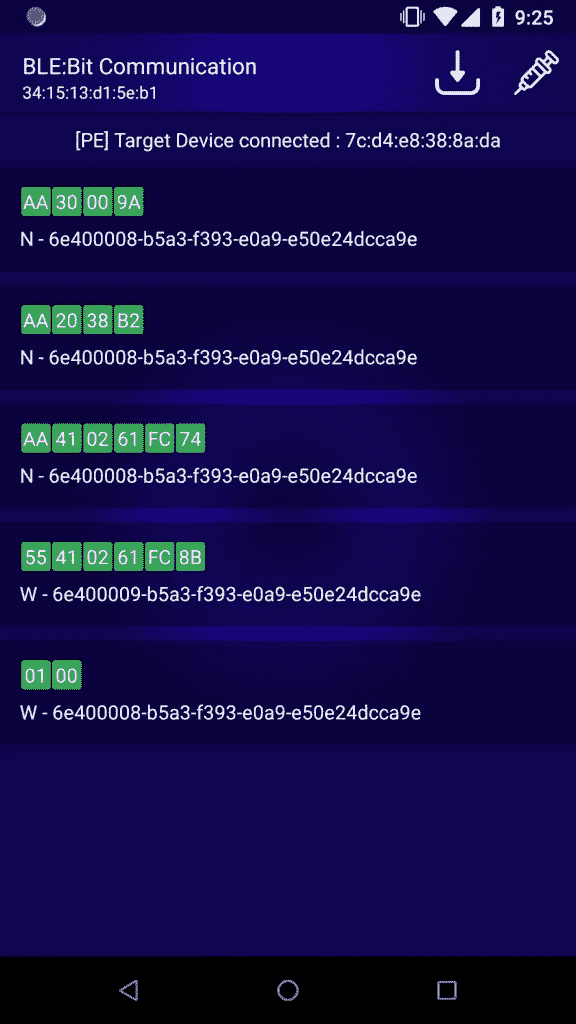 9:25
BLE:Bit Communication
34:15:13:d1:5e:b1
[PE] Target Device connected : 7c:d4:e8:38:8a:da
AA 30 00 9A
N - 6e400008-b5a3-f393-e0a9-e50e24dcca9e
AA 20 38 B2
N - 6e400008-b5a3-f393-e0a9-e50e24dcca9e
AA 41 02 61 FC 74
N - 6e400008-b5a3-f393-e0a9-e50e24dcca9e
55 41 02 61 FC 8B
W - 6e400009-b5a3-f393-e0a9-e50e24dcca9e
01 00
W - 6e400008-b5a3-f393-e0a9-e50e24dcca9e